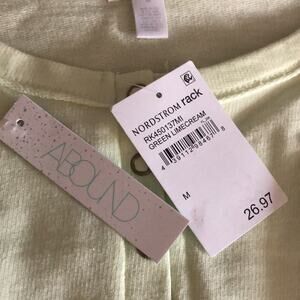 ABOUND
NORDSTROM rack
RK450137MI
GREEN LIMECREAM
M
26.97